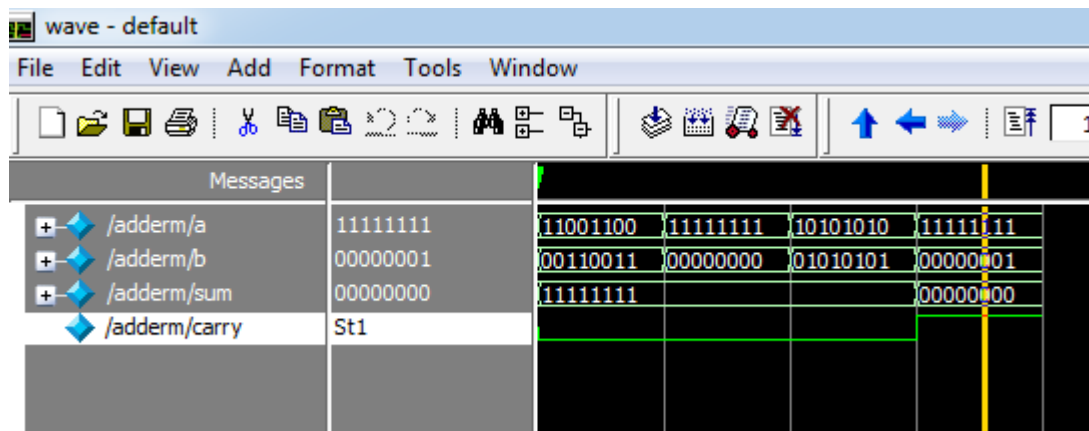 wave - default
File Edit View Add Format Tools Window
Messages
/adderm/a 11111111 11001100 11111111 10101010 11111111
/adderm/b 00000001 00110011 00000000 01010101 00000001
/adderm/sum 00000000 11111111 00000000
/adderm/carry St1